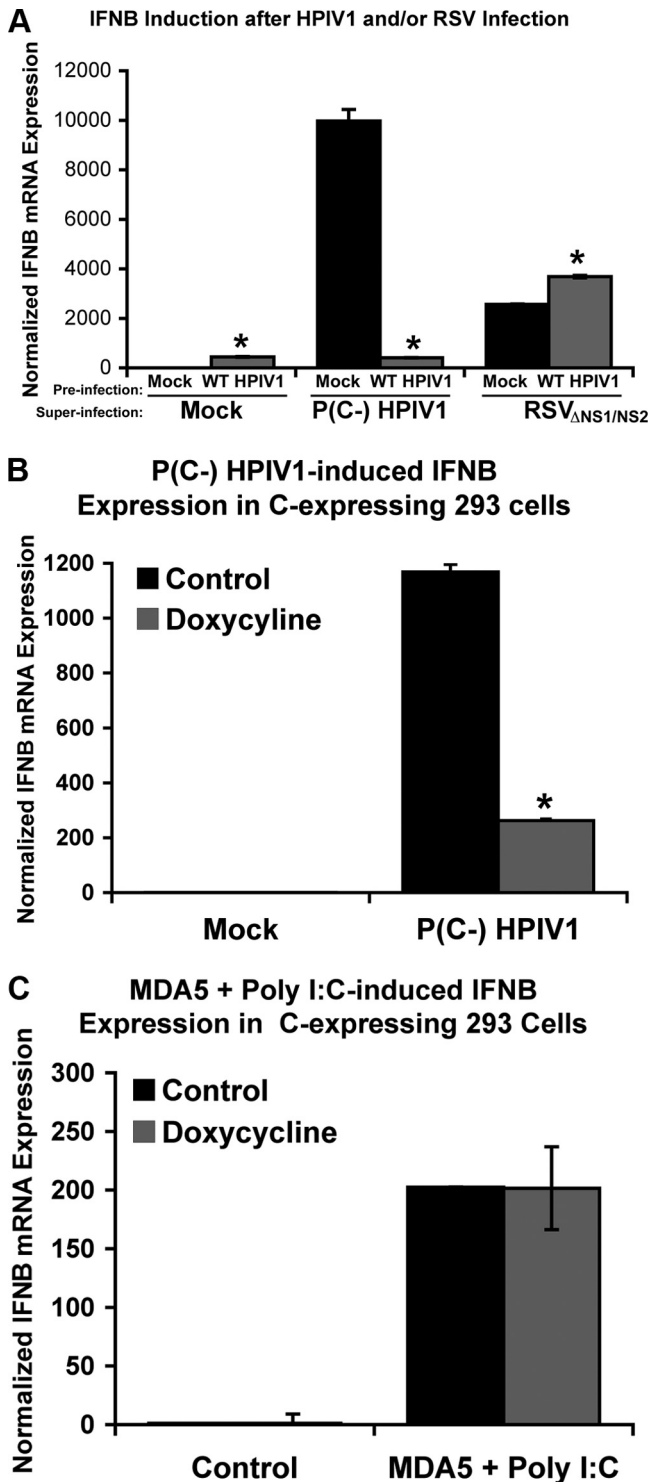 A
IFNB Induction after HPIV1 and/or RSV Infection
Normalized IFNB mRNA Expression
12000
10000
8000
6000
4000
2000
0
* * *
Pre-infection: Mock WT HPIV1 Mock WT HPIV1 Mock WT HPIV1
Super-infection: Mock P(C-) HPIV1 RSVΔNS1/NS2
B
P(C-) HPIV1-induced IFNB
Expression in C-expressing 293 cells
Normalized IFNB mRNA Expression
1200
1000
800
600
400
200
0
Control
Doxycyline
*
Mock P(C-) HPIV1
C
MDA5 + Poly I:C-induced IFNB
Expression in C-expressing 293 Cells
Normalized IFNB mRNA Expression
300
250
200
150
100
50
0
Control
Doxycycline
Control MDA5 + Poly I:C